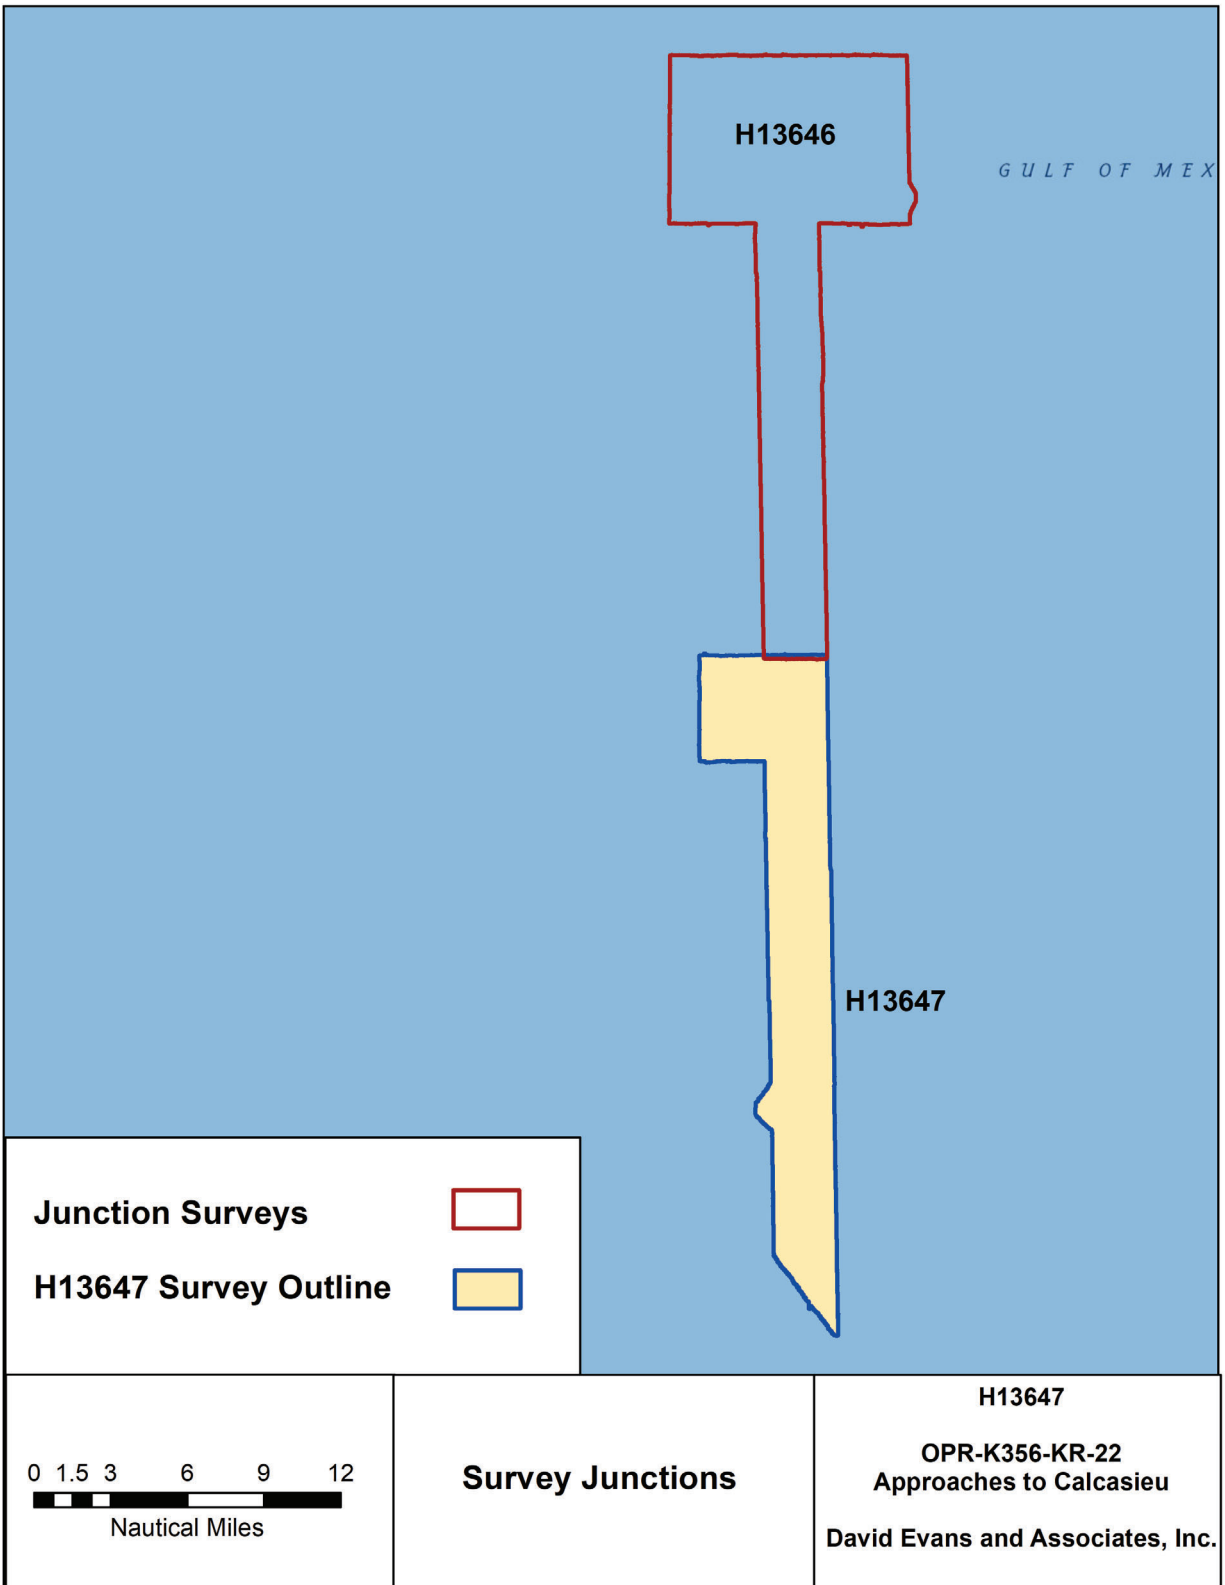 H13646
GULF OF MEX
H13647
Junction Surveys
H13647 Survey Outline
0 1.5 3 6 9 12
Nautical Miles
Survey Junctions
H13647
OPR-K356-KR-22
Approaches to Calcasieu
David Evans and Associates, Inc.